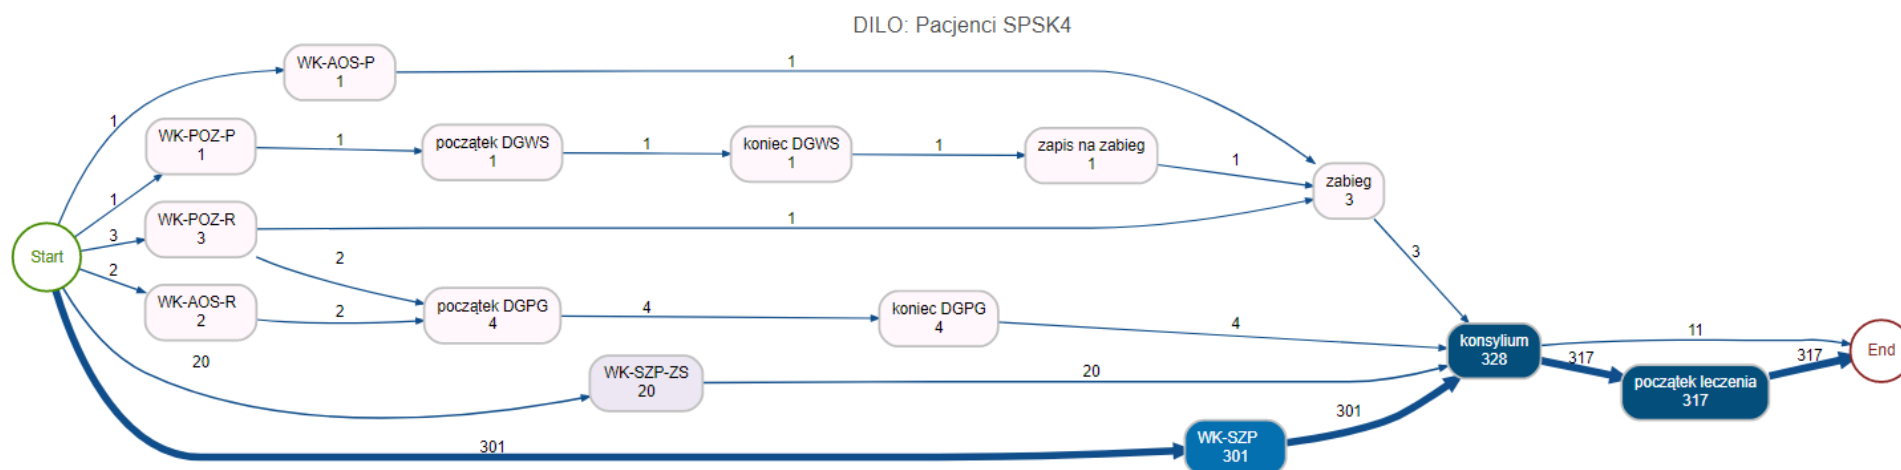 DILO: Pacjenci SPSK4
WK-AOS-P
1
1
1
WK-POZ-P
1
1
1
początek DGWS
1
1
koniec DGWS
1
1
zapis na zabieg
1
1
zabieg
3
3
WK-POZ-R
3
3
1
2
Start
2
WK-AOS-R
2
2
początek DGPG
4
4
koniec DGPG
4
4
20
WK-SZP-ZS
20
20
301
WK-SZP
301
301
konsylium
328
11
317
początek leczenia
317
317
End